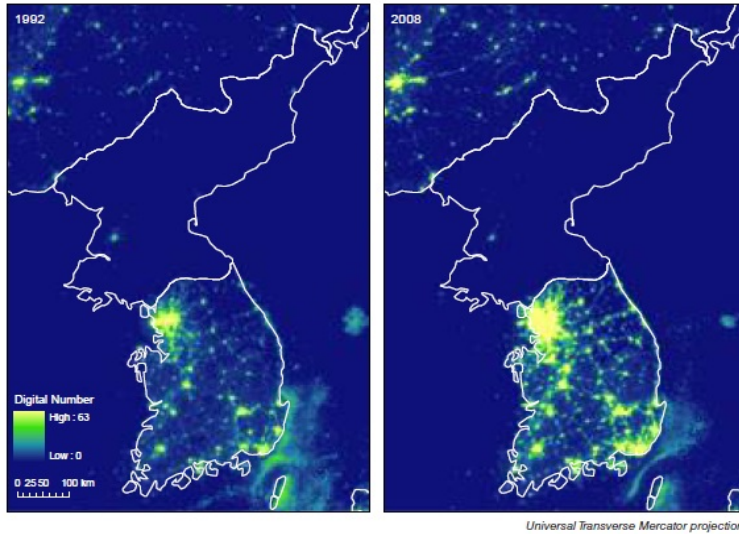 1992
2008
Digital Number
High : 63
Low : 0
0 25 50 100 km
Universal Transverse Mercator projection